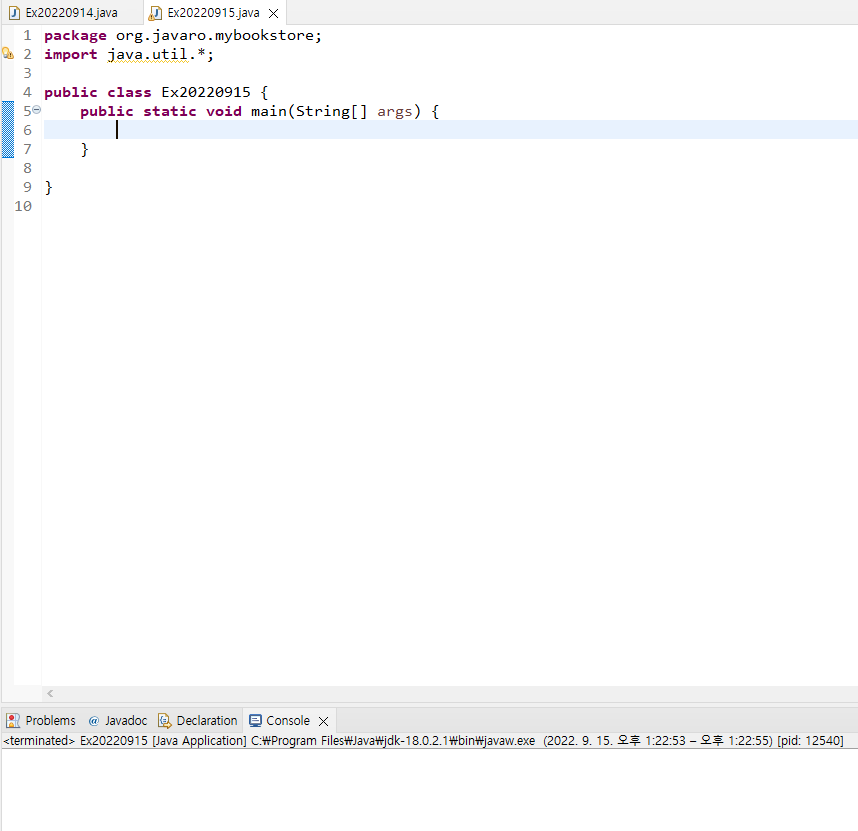 Ex20220914.java Ex20220915.java
1 package org.javaro.mybookstore;
2 import java.util.*;
3
4 public class Ex20220915 {
5 public static void main(String[] args) {
6
7 }
8
9 }
10
Problems @ Javadoc Declaration Console
<terminated> Ex20220915 [Java Application] C:₩Program Files₩Java₩jdk-18.0.2.1₩bin₩javaw.exe (2022. 9. 15. 오후 1:22:53 – 오후 1:22:55) [pid: 12540]